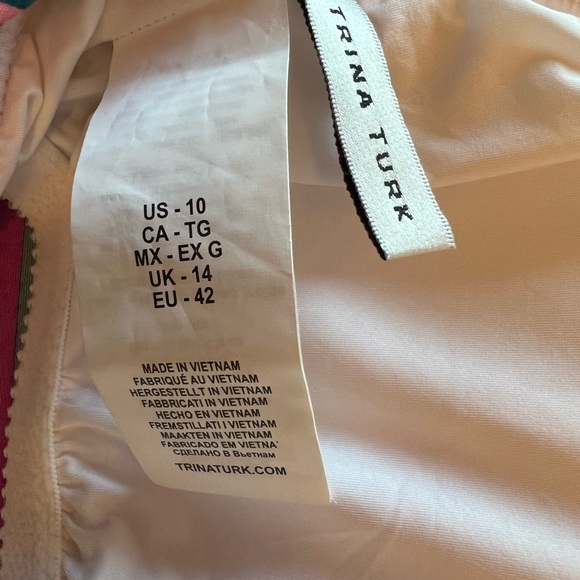 TRINA TURK
US - 10
CA - TG
MX - EX G
UK - 14
EU - 42
MADE IN VIETNAM
FABRIQUÉ AU VIETNAM
HERGESTELLT IN VIETNAM
FABBRICATI IN VIETNAM
HECHO EN VIETNAM
FREMSTILLATI I VIETNAM
MAAKTEN IN VIETNAM
FABRICADO EM VIETNA
СДЕЛАНО В Вьетнам
TRINATURK.COM